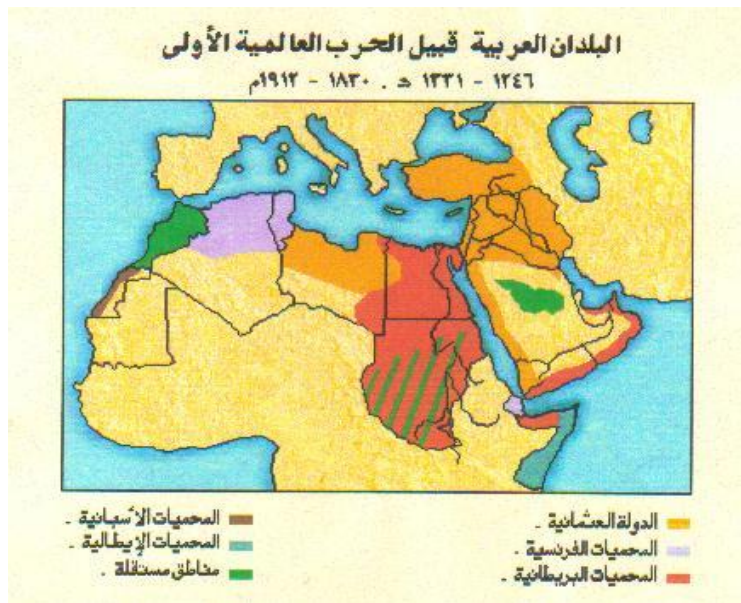 البلدان العربية قبيل الحرب العالمية الأولى
١٢٤٦ - ١٣٣١ هـ . ١٨٣٠ - ١٩١٢م
الدولة العثمانية .
المحميات الفرنسية .
المحميات البريطانية .
المحميات الأسبانية .
المحميات الإيطالية .
مناطق مستقلة .